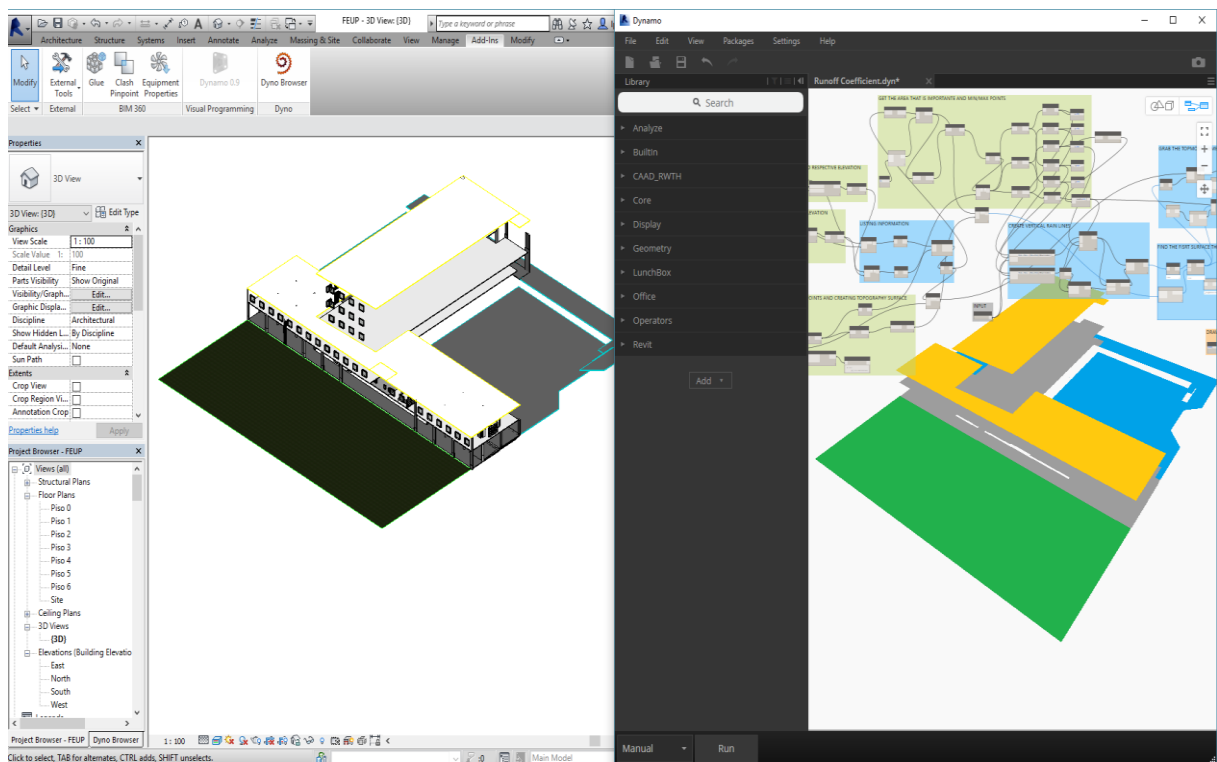 FEUP - 3D View: {3D}
Type a keyword or phrase
Architecture Structure Systems Insert Annotate Analyze Massing & Site Collaborate View Manage Add-Ins Modify
Modify
External Tools
Glue
Clash Pinpoint
Equipment Properties
Dynamo 0.9
Dyno Browser
Select
External
BIM 360
Visual Programming
Dyno
Properties
3D View
3D View: {3D}
Edit Type
Graphics
View Scale 1 : 100
Scale Value 1: 100
Detail Level Fine
Parts Visibility Show Original
Visibility/Graph... Edit...
Graphic Displa... Edit...
Discipline Architectural
Show Hidden L... By Discipline
Default Analysi... None
Sun Path
Extents
Crop View
Crop Region Vi...
Annotation Crop
Properties help
Apply
Project Browser - FEUP
Views (all)
Structural Plans
Floor Plans
Piso 0
Piso 1
Piso 2
Piso 3
Piso 4
Piso 5
Piso 6
Site
Ceiling Plans
3D Views
{3D}
Elevations (Building Elevatio
East
North
South
West
Project Browser - FEUP
Dyno Browser
1 : 100
Click to select, TAB for alternates, CTRL adds, SHIFT unselects.
:0
Main Model
Dynamo
File Edit View Packages Settings Help
Library
Runoff Coefficient.dyn*
Search
Analyze
Builtin
CAAD_RWTH
Core
Display
Geometry
LunchBox
Office
Operators
Revit
Add
GET THE AREA THAT IS IMPORTANTS AND MIN/MAX POINTS
RESPECTIVE ELEVATION
LISTING INFORMATION
CREATE VERTICAL RAIN LINES
OINTS AND CREATING TOPOGRAPHY SURFACE
INPUT
Manual
Run